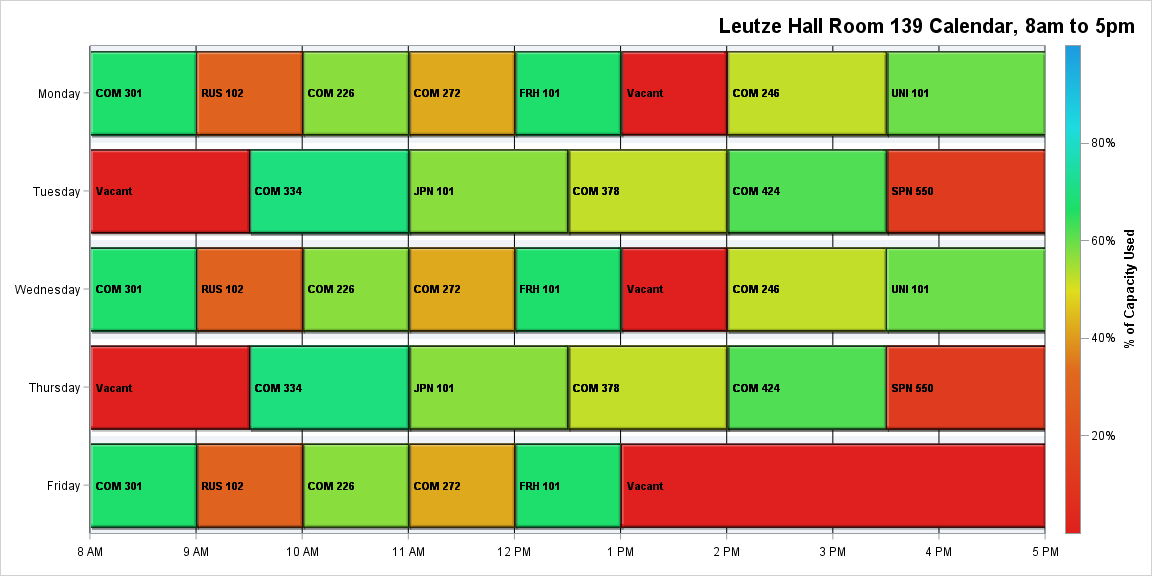 Leutze Hall Room 139 Calendar, 8am to 5pm
Monday
COM 301
RUS 102
COM 226
COM 272
FRH 101
Vacant
COM 246
UNI 101
Tuesday
Vacant
COM 334
JPN 101
COM 378
COM 424
SPN 550
Wednesday
COM 301
RUS 102
COM 226
COM 272
FRH 101
Vacant
COM 246
UNI 101
Thursday
Vacant
COM 334
JPN 101
COM 378
COM 424
SPN 550
Friday
COM 301
RUS 102
COM 226
COM 272
FRH 101
Vacant
8 AM
9 AM
10 AM
11 AM
12 PM
1 PM
2 PM
3 PM
4 PM
5 PM
80%
60%
40%
20%
% of Capacity Used